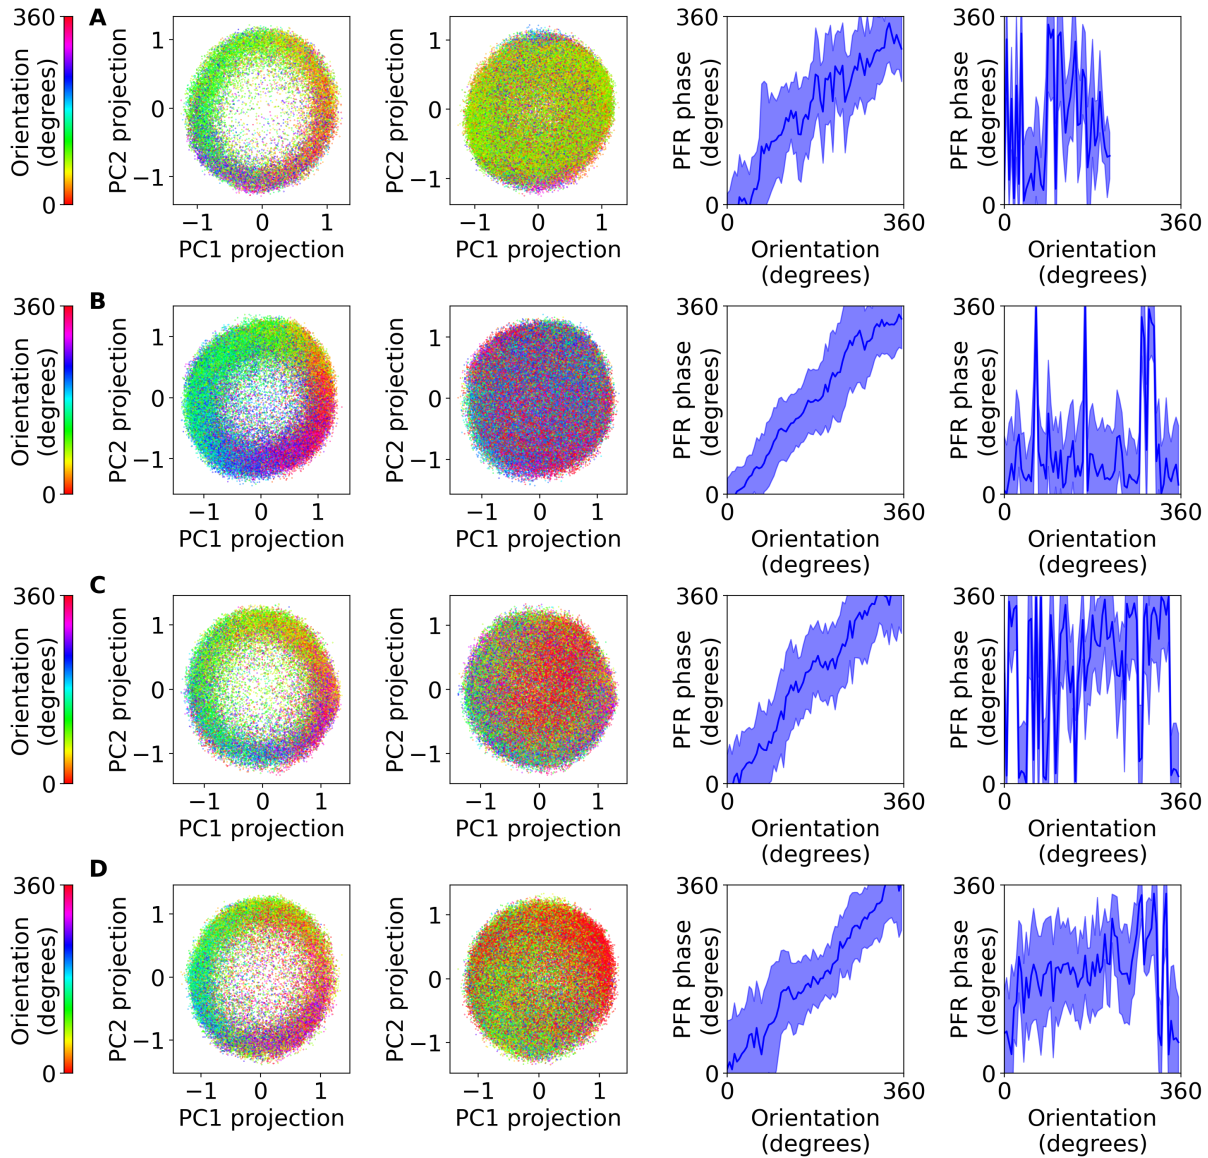 A
360
0
Orientation
(degrees)
PC2 projection
1
0
−1
−1
0
1
PC1 projection
PC2 projection
1
0
−1
−1
0
1
PC1 projection
PFR phase
(degrees)
360
0
0
360
Orientation
(degrees)
PFR phase
(degrees)
360
0
0
360
Orientation
(degrees)
B
360
0
Orientation
(degrees)
PC2 projection
1
0
−1
−1
0
1
PC1 projection
PC2 projection
1
0
−1
−1
0
1
PC1 projection
PFR phase
(degrees)
360
0
0
360
Orientation
(degrees)
PFR phase
(degrees)
360
0
0
360
Orientation
(degrees)
C
360
0
Orientation
(degrees)
PC2 projection
1
0
−1
−1
0
1
PC1 projection
PC2 projection
1
0
−1
−1
0
1
PC1 projection
PFR phase
(degrees)
360
0
0
360
Orientation
(degrees)
PFR phase
(degrees)
360
0
0
360
Orientation
(degrees)
D
360
0
Orientation
(degrees)
PC2 projection
1
0
−1
−1
0
1
PC1 projection
PC2 projection
1
0
−1
−1
0
1
PC1 projection
PFR phase
(degrees)
360
0
0
360
Orientation
(degrees)
PFR phase
(degrees)
360
0
0
360
Orientation
(degrees)